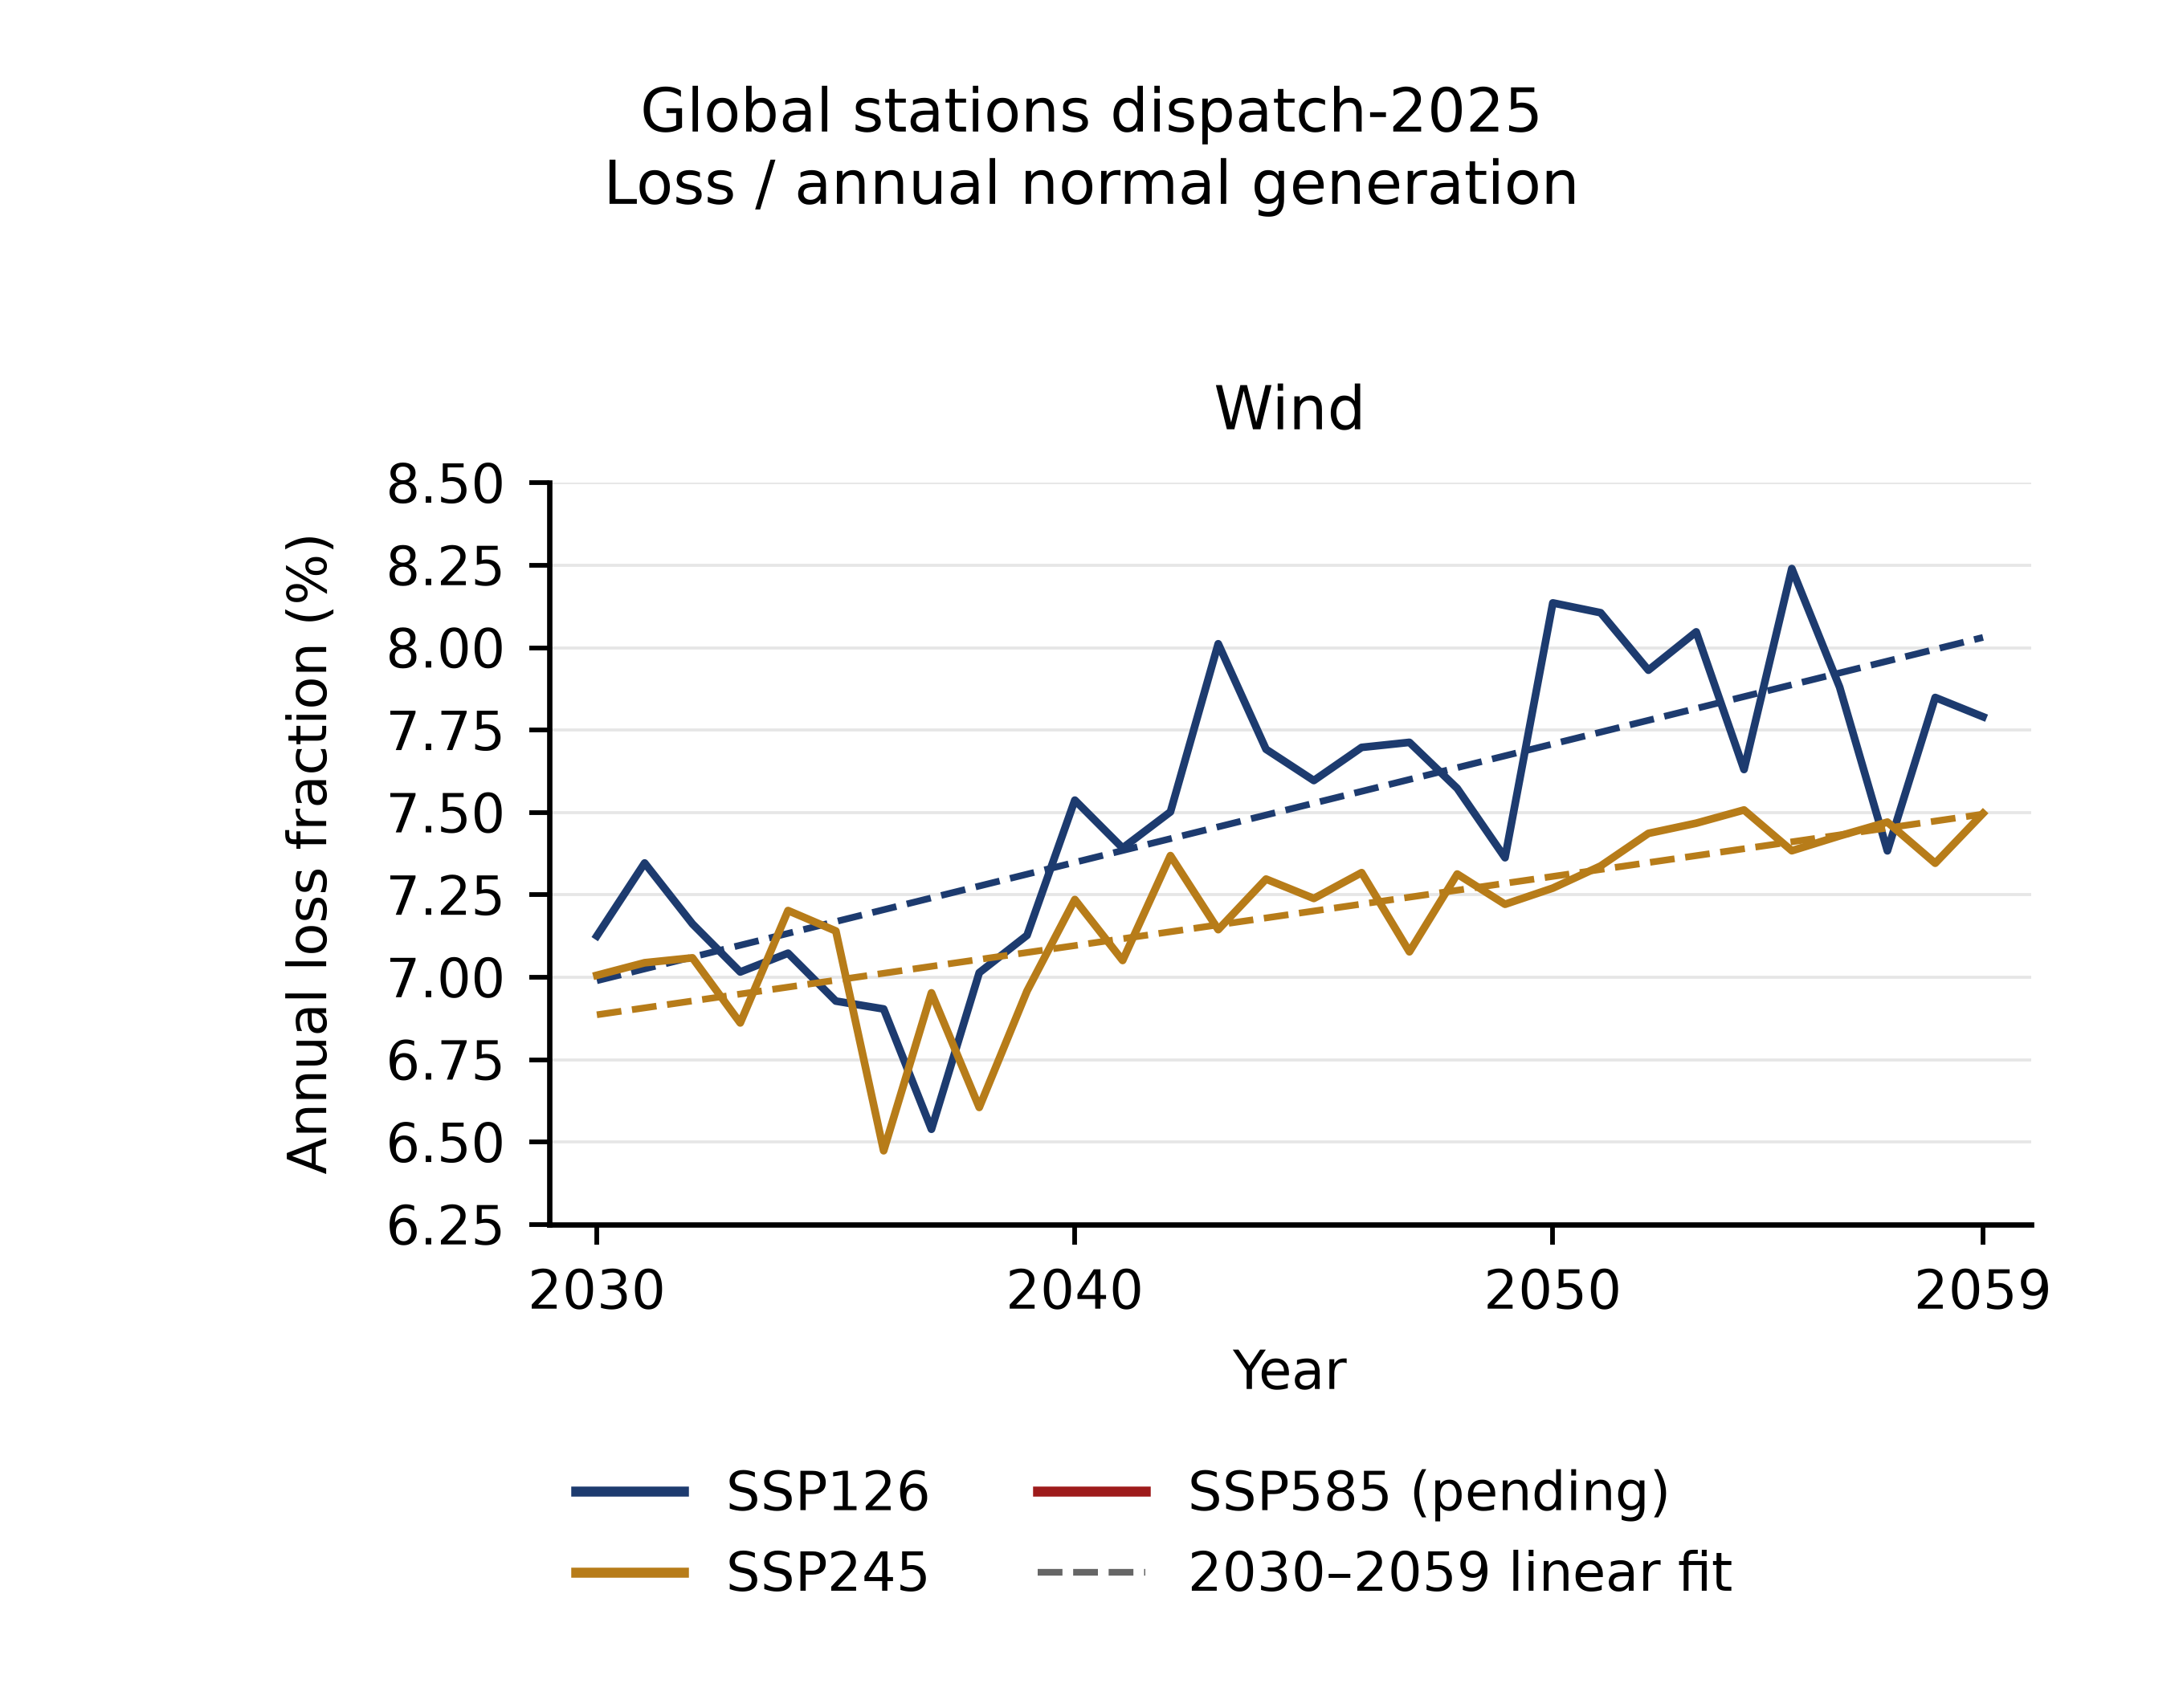 Global stations dispatch-2025
Loss / annual normal generation
Wind
Annual loss fraction (%)
8.50
8.25
8.00
7.75
7.50
7.25
7.00
6.75
6.50
6.25
2030 2040 2050 2059
Year
SSP126 SSP585 (pending)
SSP245 2030–2059 linear fit